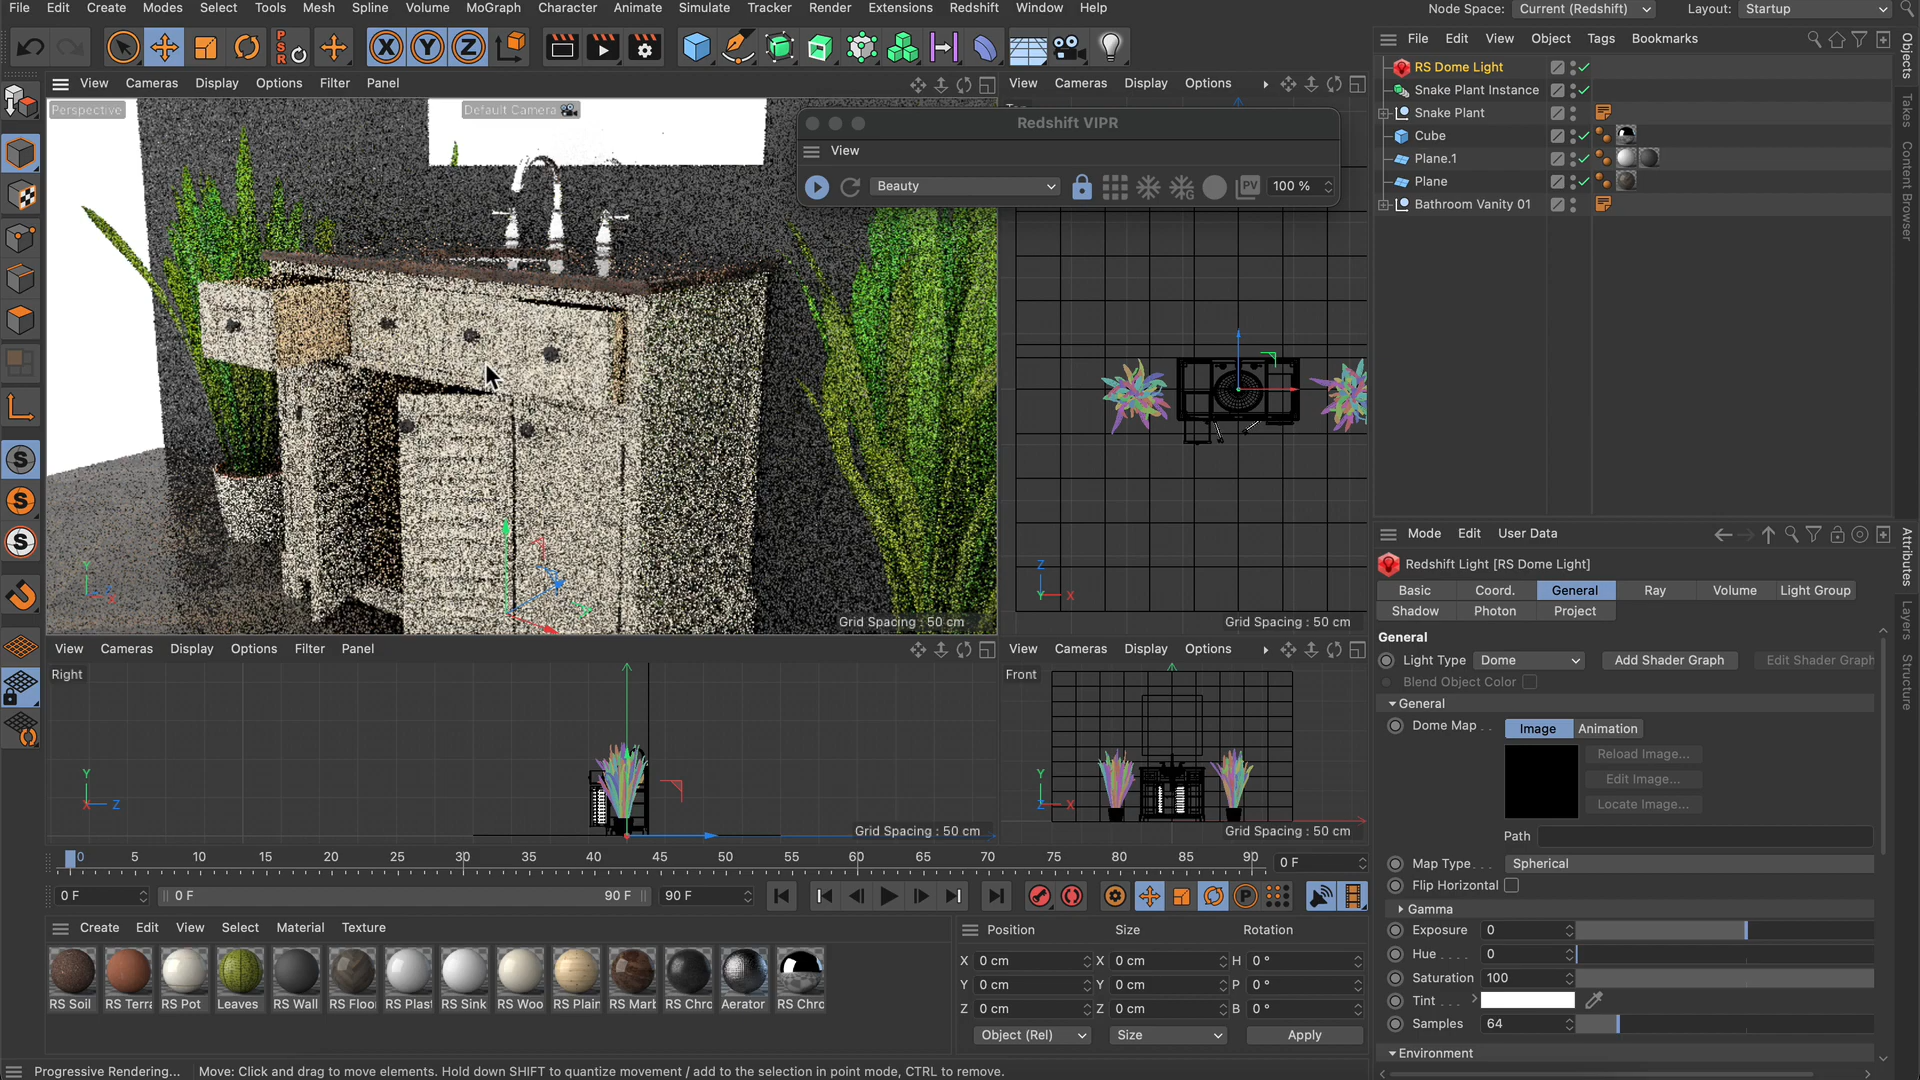 File Edit Create Modes Select Tools Mesh Spline Volume MoGraph Character Animate Simulate Tracker Render Extensions Redshift Window Help
Node Space: Current (Redshift) Layout: Startup
PSR X Y Z
File Edit View Object Tags Bookmarks
View Cameras Display Options Filter Panel
View Cameras Display Options
Perspective
Default Camera
Redshift VIPR
View
Beauty
PV
100 %
RS Dome Light
Snake Plant Instance
Snake Plant
Cube
Plane.1
Plane
Bathroom Vanity 01
Objects
Takes
Content Browser
Grid Spacing : 50 cm
Grid Spacing : 50 cm
View Cameras Display Options Filter Panel
View Cameras Display Options
Right
Front
Grid Spacing : 50 cm
Grid Spacing : 50 cm
Mode Edit User Data
Redshift Light [RS Dome Light]
Basic Coord. General Ray Volume Light Group
Shadow Photon Project
General
Light Type Dome Add Shader Graph Edit Shader Graph
Blend Object Color
General
Dome Map Image Animation
Reload Image...
Edit Image...
Locate Image...
Path
Map Type Spherical
Flip Horizontal
Gamma
Exposure 0
Hue 0
Saturation 100
Tint
Samples 64
Environment
Attributes
Layers
Structure
0 5 10 15 20 25 30 35 40 45 50 55 60 65 70 75 80 85 90 0 F
0 F 0 F 90 F 90 F
Create Edit View Select Material Texture
RS Soil RS Terra RS Pot Leaves RS Wall RS Floo RS Plast RS Sink RS Woo RS Plain RS Marb RS Chro Aerator RS Chro
Position Size Rotation
X 0 cm X 0 cm H 0 °
Y 0 cm Y 0 cm P 0 °
Z 0 cm Z 0 cm B 0 °
Object (Rel) Size Apply
Progressive Rendering... Move: Click and drag to move elements. Hold down SHIFT to quantize movement / add to the selection in point mode, CTRL to remove.